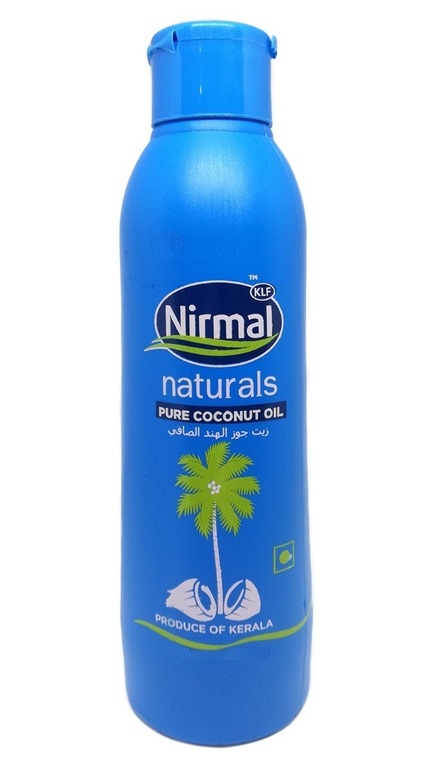 TM
KLF
Nirmal
naturals
PURE COCONUT OIL
زيت جوز الهند الصافي
PRODUCE OF KERALA